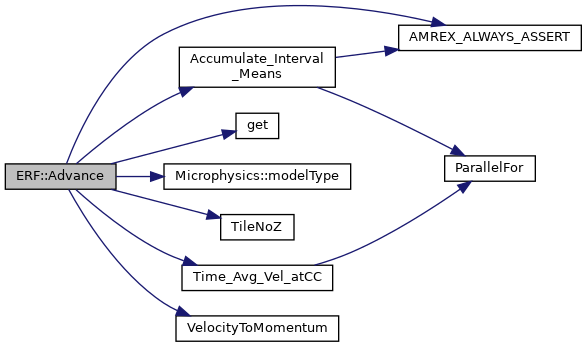 AMREX_ALWAYS_ASSERT
Accumulate_Interval
_Means
get
ParallelFor
ERF::Advance
Microphysics::modelType
TileNoZ
Time_Avg_Vel_atCC
VelocityToMomentum